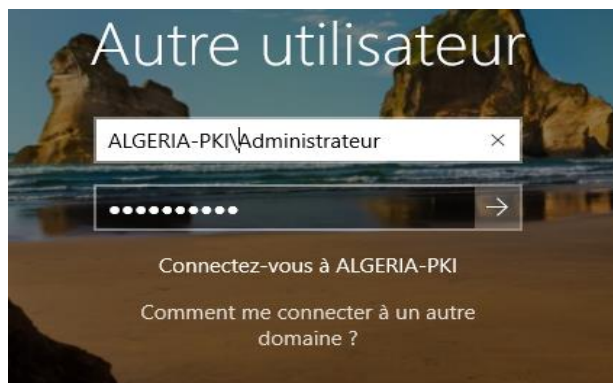 Autre utilisateur
ALGERIA-PKI\Administrateur
Connectez-vous à ALGERIA-PKI
Comment me connecter à un autre
domaine ?